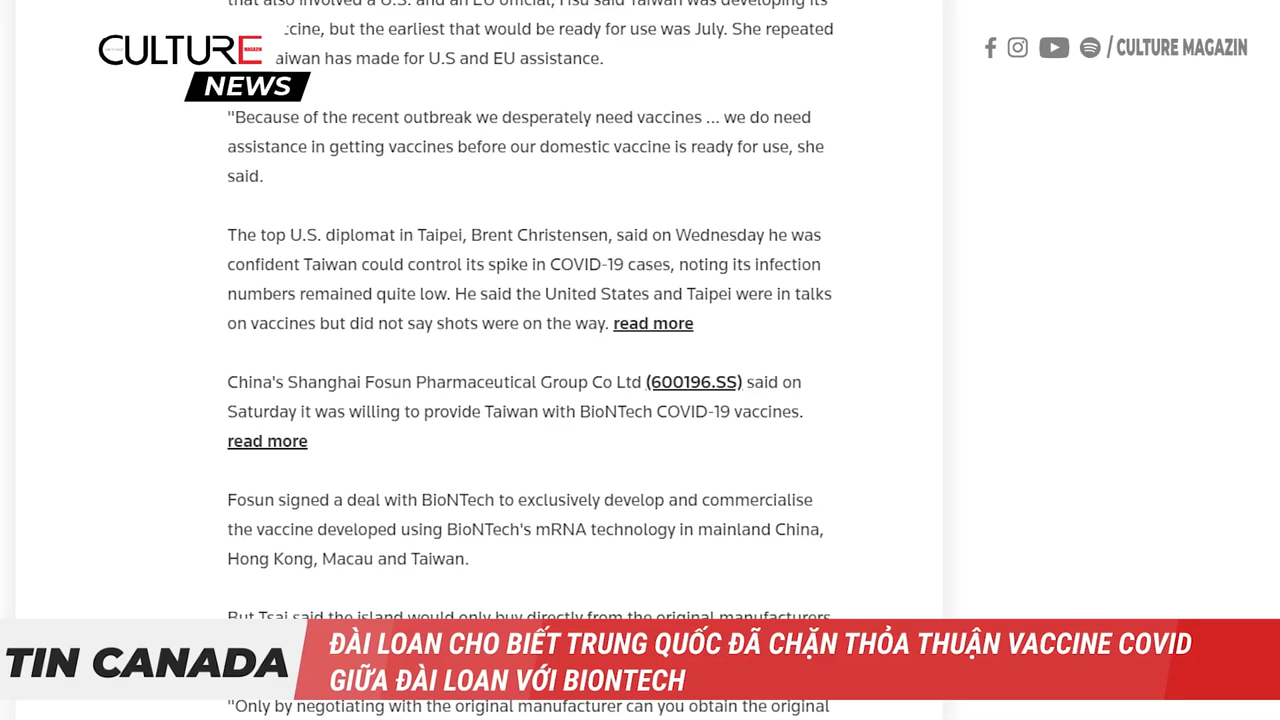 that also involved a U.S. and an EU official, Hsu said Taiwan was developing its
ccine, but the earliest that would be ready for use was July. She repeated
aiwan has made for U.S and EU assistance.
CULTURE
NEWS
/ CULTURE MAGAZIN
"Because of the recent outbreak we desperately need vaccines ... we do need
assistance in getting vaccines before our domestic vaccine is ready for use, she
said.
The top U.S. diplomat in Taipei, Brent Christensen, said on Wednesday he was
confident Taiwan could control its spike in COVID-19 cases, noting its infection
numbers remained quite low. He said the United States and Taipei were in talks
on vaccines but did not say shots were on the way. read more
China's Shanghai Fosun Pharmaceutical Group Co Ltd (600196.SS) said on
Saturday it was willing to provide Taiwan with BioNTech COVID-19 vaccines.
read more
Fosun signed a deal with BioNTech to exclusively develop and commercialise
the vaccine developed using BioNTech's mRNA technology in mainland China,
Hong Kong, Macau and Taiwan.
But Tsai said the island would only buy directly from the original manufacturers
TIN CANADA
ĐÀI LOAN CHO BIẾT TRUNG QUỐC ĐÃ CHẶN THỎA THUẬN VACCINE COVID
GIỮA ĐÀI LOAN VỚI BIONTECH
"Only by negotiating with the original manufacturer can you obtain the original